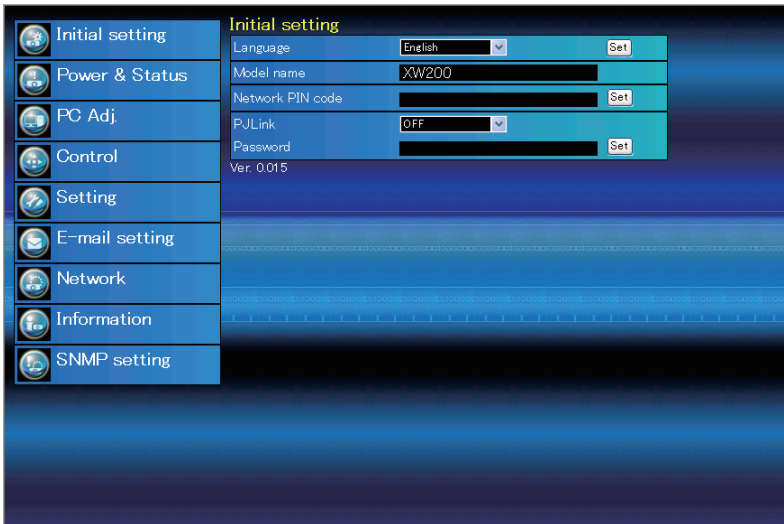 Initial setting
Power & Status
PC Adj.
Control
Setting
E-mail setting
Network
Information
SNMP setting
Initial setting
Language English Set
Model name XW200
Network PIN code Set
PJLink OFF
Password Set
Ver. 0.015